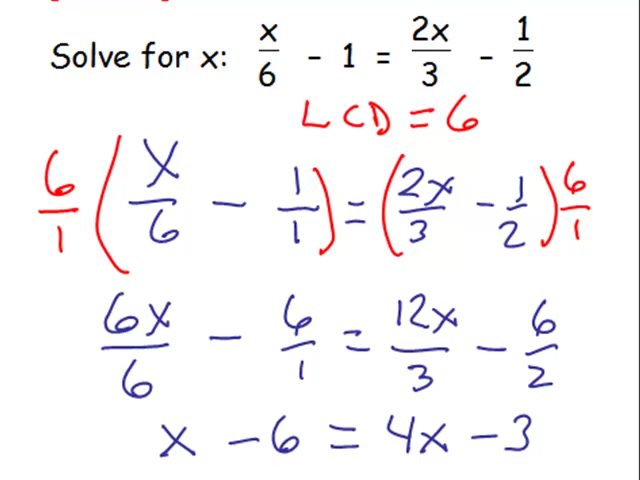 Solve for x: x/6 - 1 = 2x/3 - 1/2
LCD = 6
6/1 ( x/6 - 1/1 ) = ( 2x/3 - 1/2 ) 6/1
6x/6 - 6/1 = 12x/3 - 6/2
x - 6 = 4x - 3